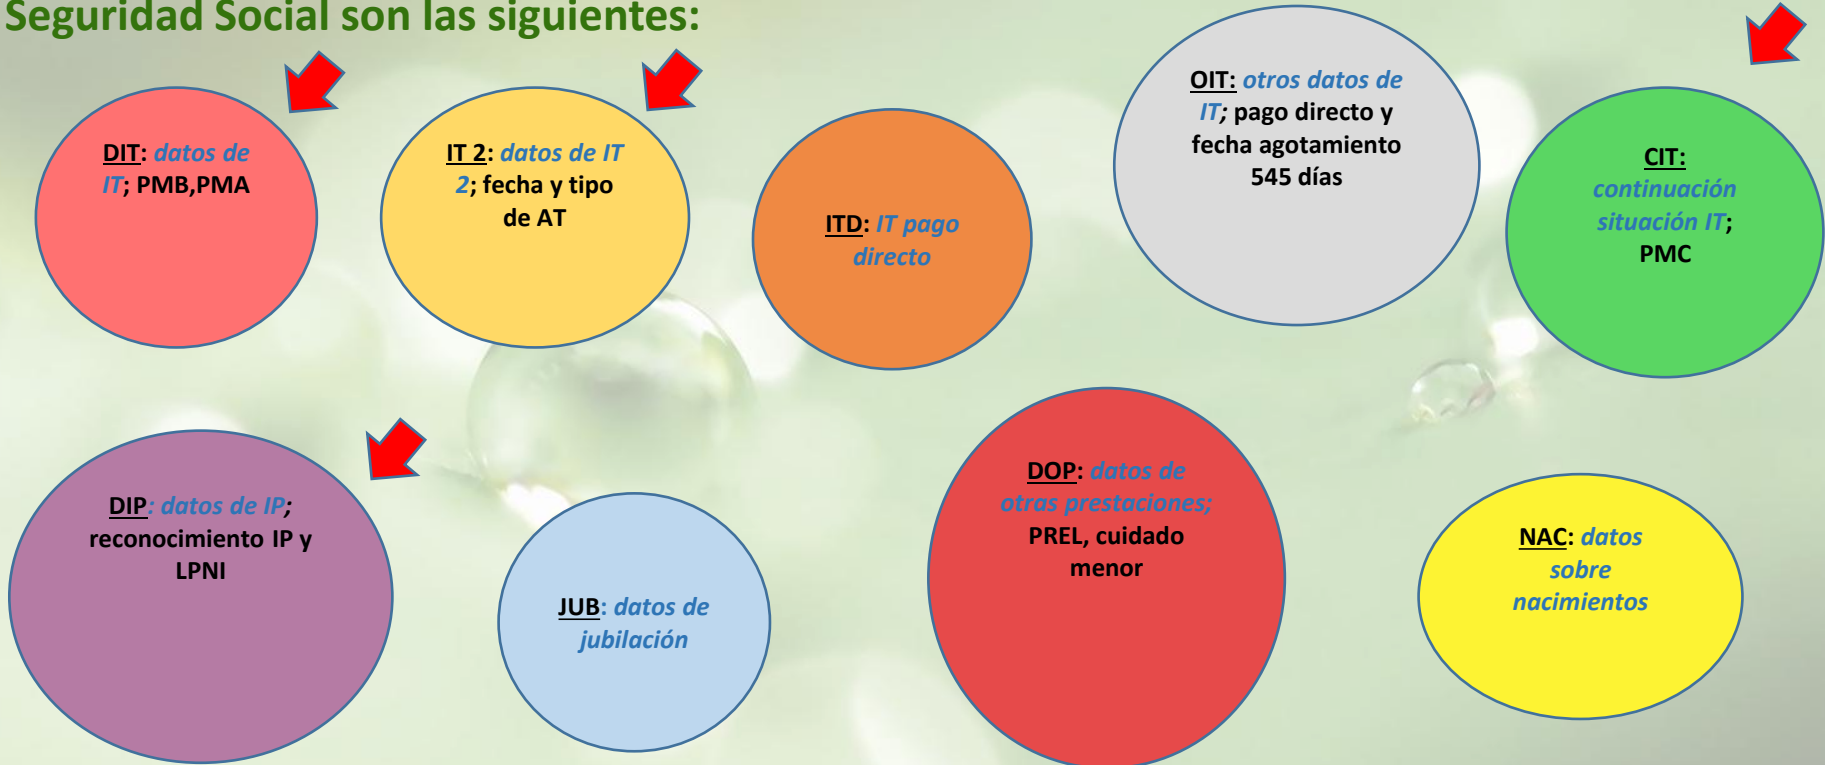 Seguridad Social son las siguientes:
DIT: datos de
IT; PMB,PMA
IT 2: datos de IT
2; fecha y tipo
de AT
ITD: IT pago
directo
OIT: otros datos de
IT; pago directo y
fecha agotamiento
545 días
CIT:
continuación
situación IT;
PMC
DIP: datos de IP;
reconocimiento IP y
LPNI
JUB: datos de
jubilación
DOP: datos de
otras prestaciones;
PREL, cuidado
menor
NAC: datos
sobre
nacimientos